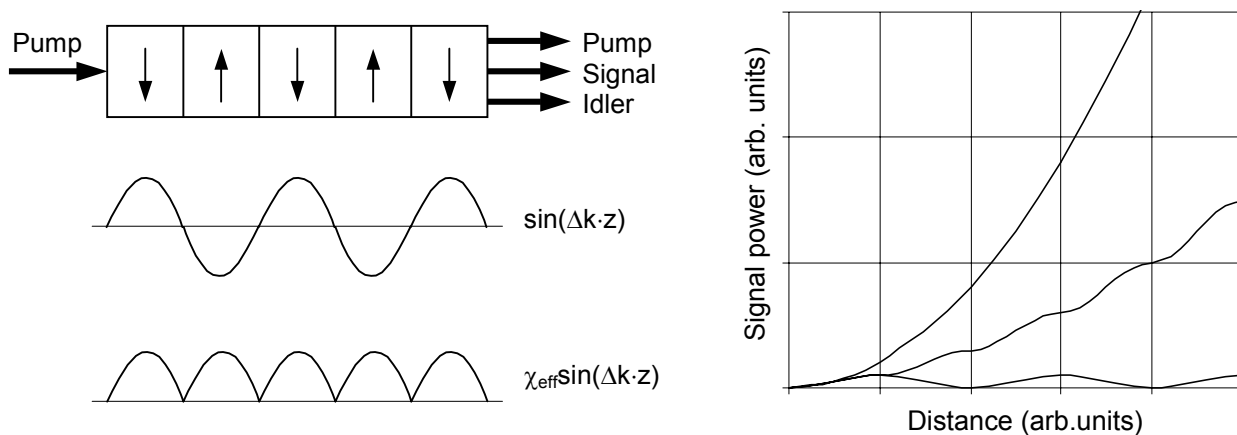 Pump
Pump
Signal
Idler
sin(Δk·z)
χeffsin(Δk·z)
Signal power (arb. units)
Distance (arb.units)